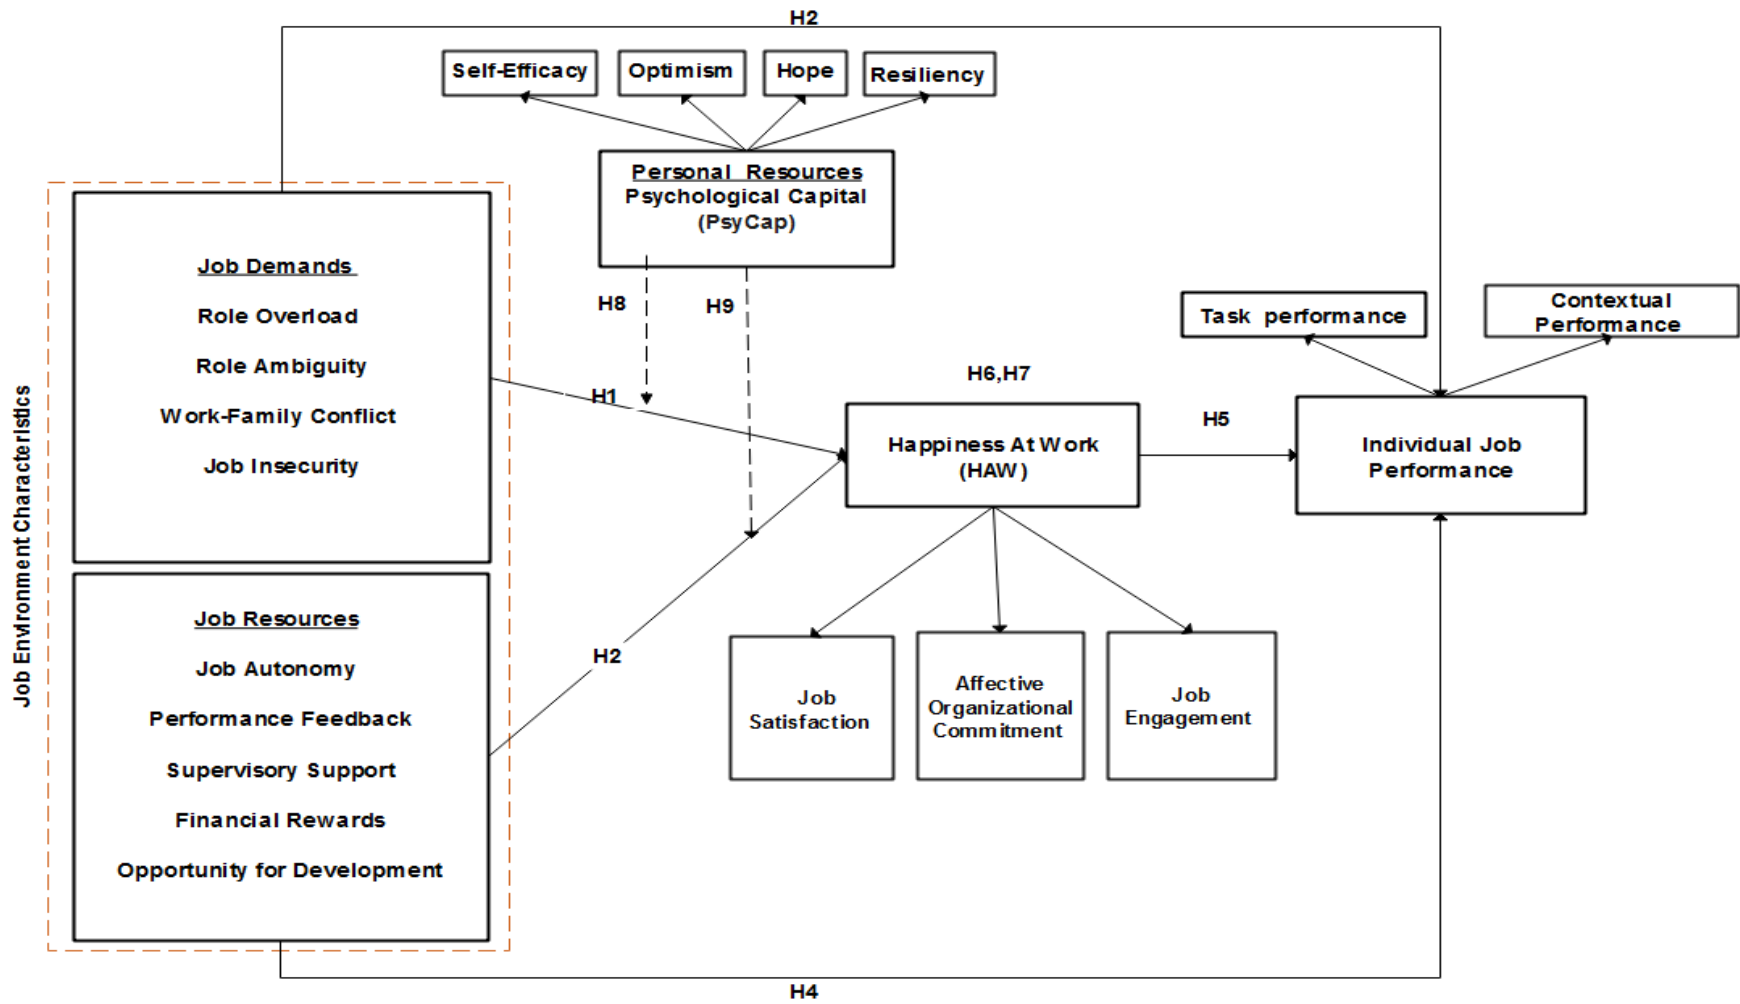 H2
Self-Efficacy
Optimism
Hope
Resiliency
Personal Resources
Psychological Capital
(PsyCap)
Job Environment Characteristics
Job Demands
Role Overload
Role Ambiguity
Work-Family Conflict
Job Insecurity
H8
H9
H1
Task performance
Contextual
Performance
H6,H7
Happiness At Work
(HAW)
H5
Individual Job
Performance
Job Resources
Job Autonomy
Performance Feedback
Supervisory Support
Financial Rewards
Opportunity for Development
H2
Job
Satisfaction
Affective
Organizational
Commitment
Job
Engagement
H4